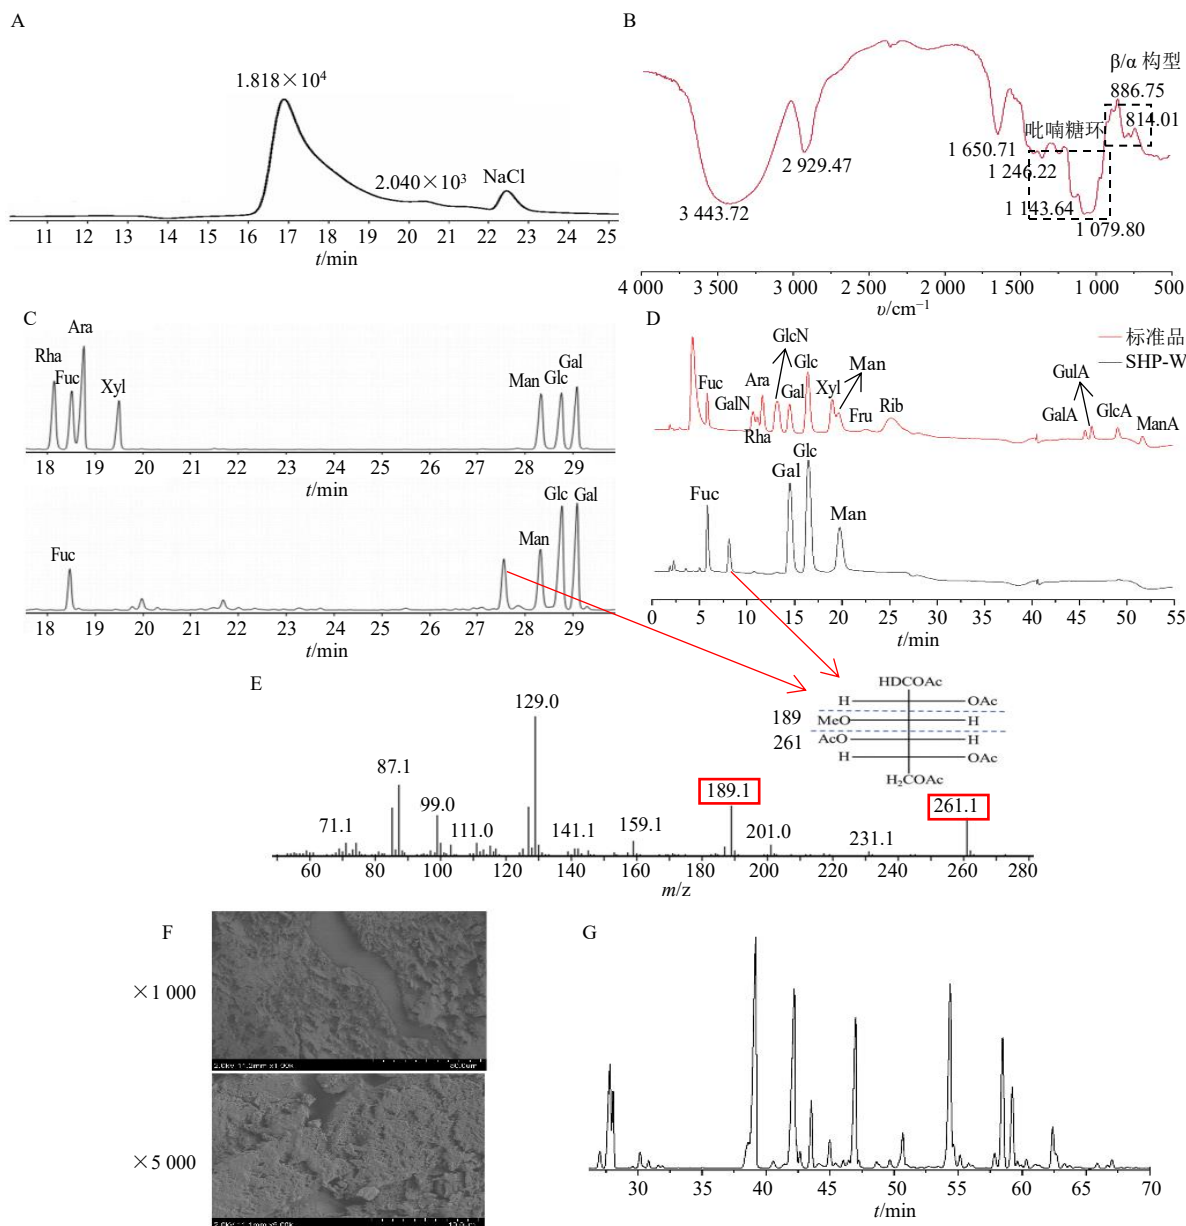 A
1.818×10⁴
2.040×10³
NaCl
11 12 13 14 15 16 17 18 19 20 21 22 23 24 25
t/min
B
β/α 构型
886.75
814.01
吡喃糖环
1 650.71
1 246.22
2 929.47
1 143.64
3 443.72
1 079.80
4 000 3 500 3 000 2 500 2 000 1 500 1 000 500
υ/cm⁻¹
C
Ara
Rha
Fuc
Xyl
Man Glc Gal
18 19 20 21 22 23 24 25 26 27 28 29
t/min
Glc Gal
Fuc
Man
18 19 20 21 22 23 24 25 26 27 28 29
t/min
D
标准品
SHP-W
GlcN
Fuc
GalN
Ara
Rha
Gal
Glc
Xyl
Man
Fru
Rib
GulA
GalA
GlcA
ManA
Fuc
Gal
Glc
Man
0 5 10 15 20 25 30 35 40 45 50 55
t/min
E
129.0
87.1
99.0
71.1
111.0
141.1
159.1
189.1
201.0
231.1
261.1
60 80 100 120 140 160 180 200 220 240 260 280
m/z
HDCOAc
H OAc
189
MeO H
261
AcO H
H OAc
H₂COAc
F
×1 000
2.0kV 11.2mm x1.00k
×5 000
G
30 35 40 45 50 55 60 65 70
t/min